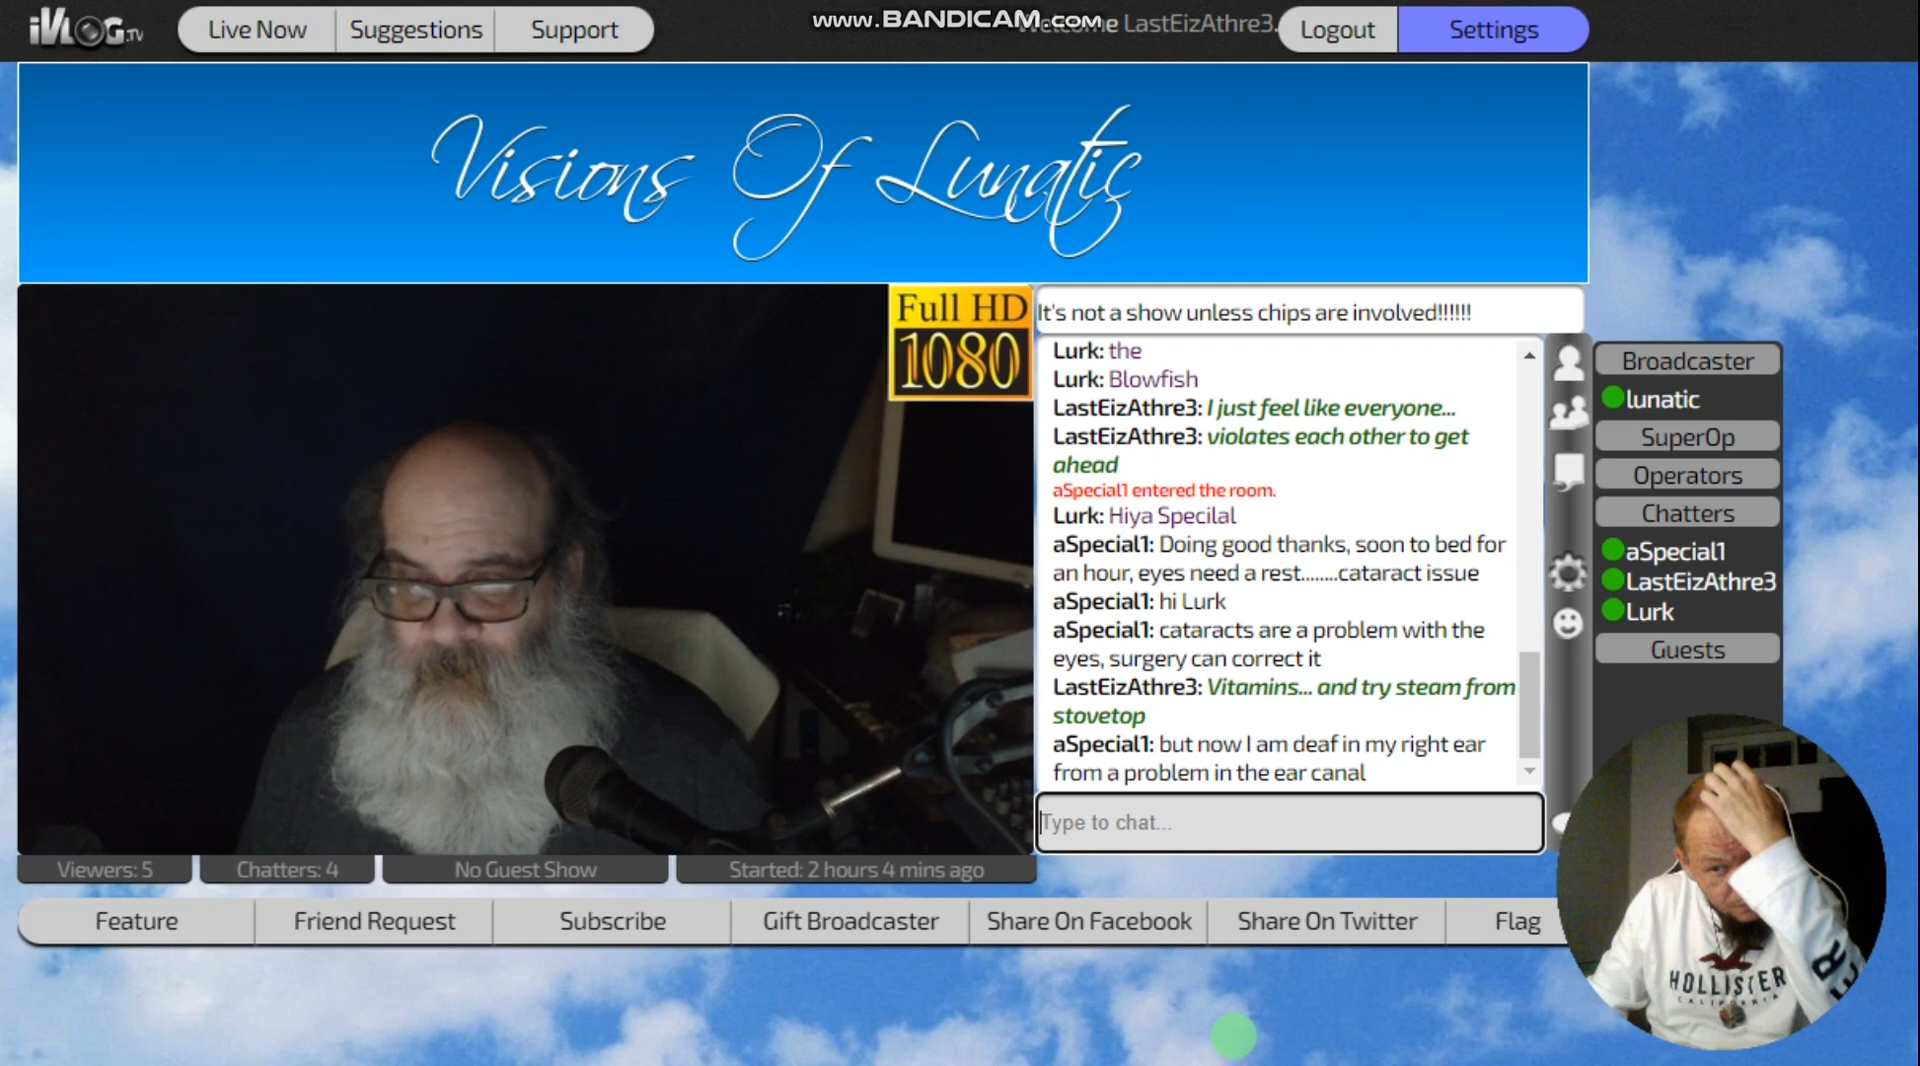 iVLOG.TV
Live Now
Suggestions
Support
www.BANDICAM.com
Welcome LastEizAthre3.
Logout
Settings
Visions Of Lunatic
Full HD
1080
It's not a show unless chips are involved!!!!!!
Lurk: the
Lurk: Blowfish
LastEizAthre3: I just feel like everyone...
LastEizAthre3: violates each other to get
ahead
aSpecial1 entered the room.
Lurk: Hiya Specilal
aSpecial1: Doing good thanks, soon to bed for
an hour, eyes need a rest........cataract issue
aSpecial1: hi Lurk
aSpecial1: cataracts are a problem with the
eyes, surgery can correct it
LastEizAthre3: Vitamins... and try steam from
stovetop
aSpecial1: but now I am deaf in my right ear
from a problem in the ear canal
Type to chat...
Broadcaster
lunatic
SuperOp
Operators
Chatters
aSpecial1
LastEizAthre3
Lurk
Guests
Viewers: 5
Chatters: 4
No Guest Show
Started: 2 hours 4 mins ago
Feature
Friend Request
Subscribe
Gift Broadcaster
Share On Facebook
Share On Twitter
Flag
HOLLISTER
CALIFORNIA